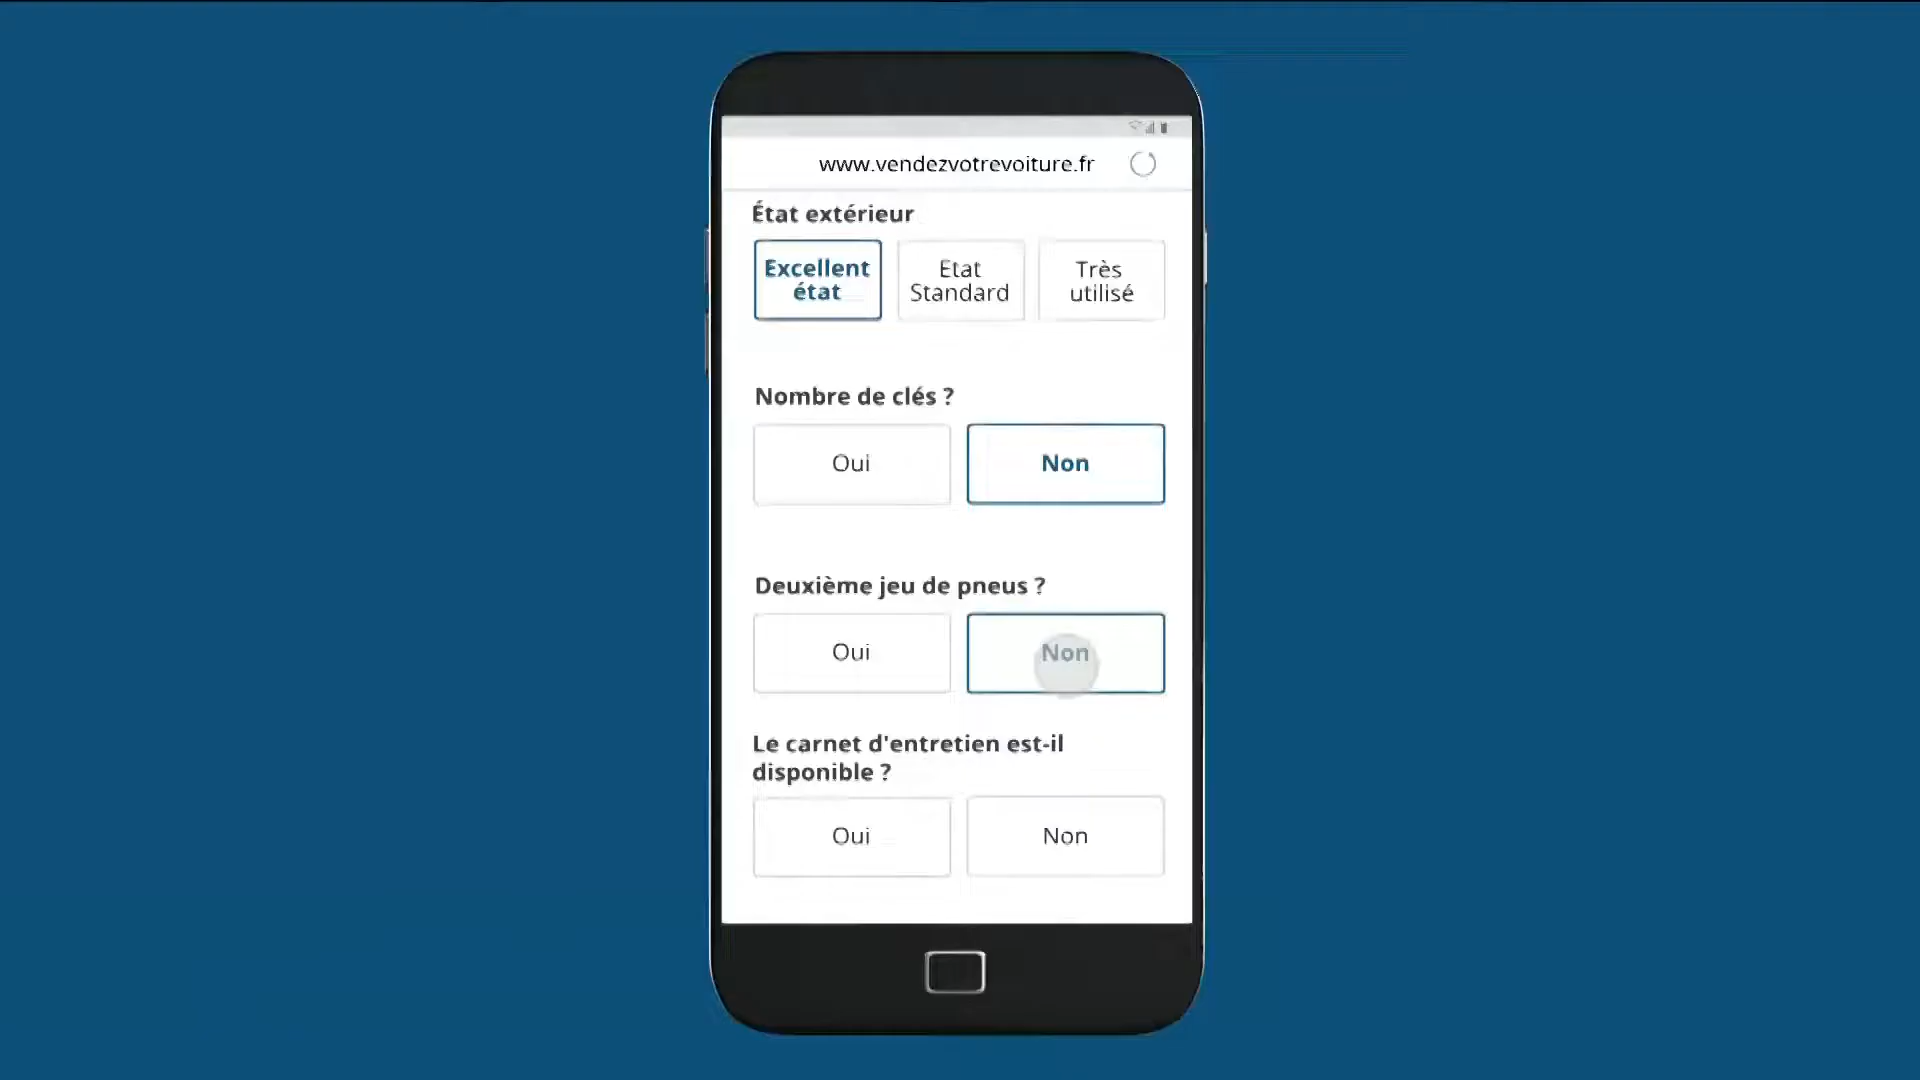 www.vendezvotrevoiture.fr
État extérieur
Excellent
état
Etat
Standard
Très
utilisé
Nombre de clés ?
Oui
Non
Deuxième jeu de pneus ?
Oui
Non
Le carnet d'entretien est-il
disponible ?
Oui
Non